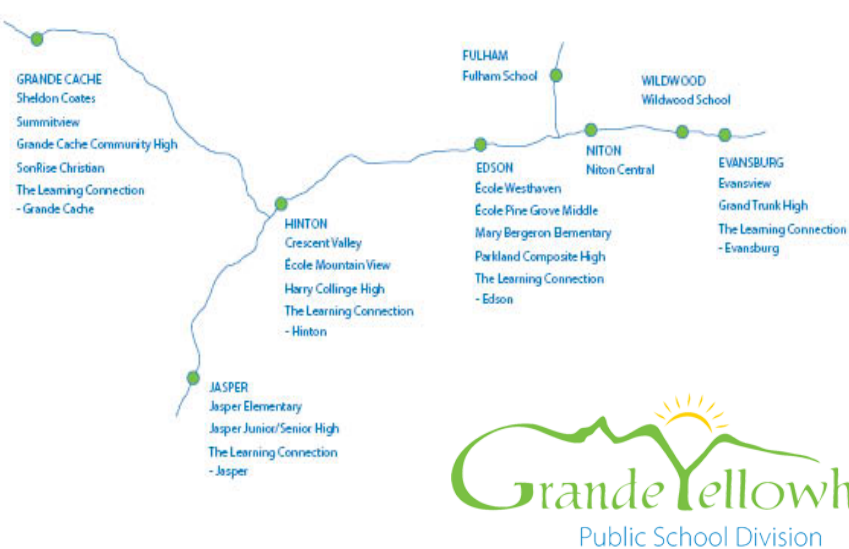 GRANDE CACHE
Sheldon Coates
Summitview
Grande Cache Community High
SonRise Christian
The Learning Connection
- Grande Cache
HINTON
Crescent Valley
École Mountain View
Harry Collinge High
The Learning Connection
- Hinton
JASPER
Jasper Elementary
Jasper Junior/Senior High
The Learning Connection
- Jasper
FULHAM
Fulham School
EDSON
École Westhaven
École Pine Grove Middle
Mary Bergeron Elementary
Parkland Composite High
The Learning Connection
- Edson
NITON
Niton Central
WILDWOOD
Wildwood School
EVANSBURG
Evansview
Grand Trunk High
The Learning Connection
- Evansburg
Grande Yellowh
Public School Division